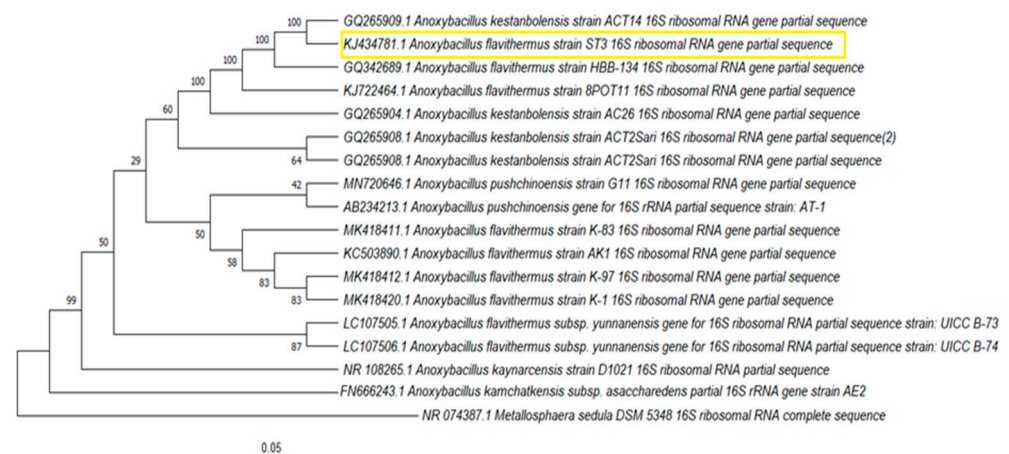 100
GQ265909.1 Anoxybacillus kestanbolensis strain ACT14 16S ribosomal RNA gene partial sequence
100
KJ434781.1 Anoxybacillus flavithermus strain ST3 16S ribosomal RNA gene partial sequence
100
GQ342689.1 Anoxybacillus flavithermus strain HBB-134 16S ribosomal RNA gene partial sequence
100
KJ722464.1 Anoxybacillus flavithermus strain 8POT11 16S ribosomal RNA gene partial sequence
60
GQ265904.1 Anoxybacillus kestanbolensis strain AC26 16S ribosomal RNA gene partial sequence
GQ265908.1 Anoxybacillus kestanbolensis strain ACT2Sari 16S ribosomal RNA gene partial sequence(2)
29
64
GQ265908.1 Anoxybacillus kestanbolensis strain ACT2Sari 16S ribosomal RNA gene partial sequence
42
MN720646.1 Anoxybacillus pushchinoensis strain G11 16S ribosomal RNA gene partial sequence
AB234213.1 Anoxybacillus pushchinoensis gene for 16S rRNA partial sequence strain: AT-1
50
MK418411.1 Anoxybacillus flavithermus strain K-83 16S ribosomal RNA gene partial sequence
50
KC503890.1 Anoxybacillus flavithermus strain AK1 16S ribosomal RNA gene partial sequence
58
MK418412.1 Anoxybacillus flavithermus strain K-97 16S ribosomal RNA gene partial sequence
83
99
83
MK418420.1 Anoxybacillus flavithermus strain K-1 16S ribosomal RNA gene partial sequence
LC107505.1 Anoxybacillus flavithermus subsp. yunnanensis gene for 16S ribosomal RNA partial sequence strain: UICC B-73
87
LC107506.1 Anoxybacillus flavithermus subsp. yunnanensis gene for 16S ribosomal RNA partial sequence strain: UICC B-74
NR 108265.1 Anoxybacillus kaynarcensis strain D1021 16S ribosomal RNA partial sequence
FN666243.1 Anoxybacillus kamchatkensis subsp. asaccharedens partial 16S rRNA gene strain AE2
NR 074387.1 Metallosphaera sedula DSM 5348 16S ribosomal RNA complete sequence
0.05